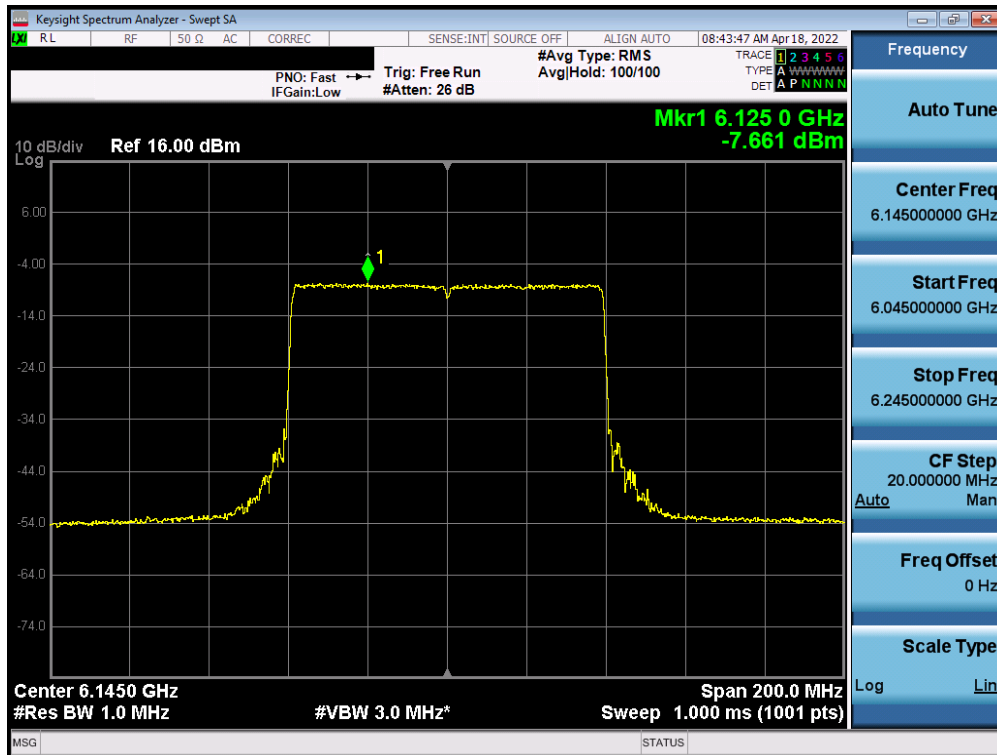 Keysight Spectrum Analyzer - Swept SA
LXI RL RF 50 Ω AC CORREC SENSE:INT SOURCE OFF ALIGN AUTO 08:43:47 AM Apr 18, 2022
PNO: Fast Trig: Free Run #Avg Type: RMS TRACE 1 2 3 4 5 6
IFGain:Low #Atten: 26 dB Avg|Hold: 100/100 TYPE A WWWWW
DET A P N N N N
Mkr1 6.125 0 GHz
-7.661 dBm
10 dB/div Ref 16.00 dBm
Log
1
6.00
-4.00
-14.0
-24.0
-34.0
-44.0
-54.0
-64.0
-74.0
Center 6.1450 GHz Span 200.0 MHz
#Res BW 1.0 MHz #VBW 3.0 MHz* Sweep 1.000 ms (1001 pts)
MSG STATUS
Frequency
Auto Tune
Center Freq
6.145000000 GHz
Start Freq
6.045000000 GHz
Stop Freq
6.245000000 GHz
CF Step
20.000000 MHz
Auto Man
Freq Offset
0 Hz
Scale Type
Log Lin